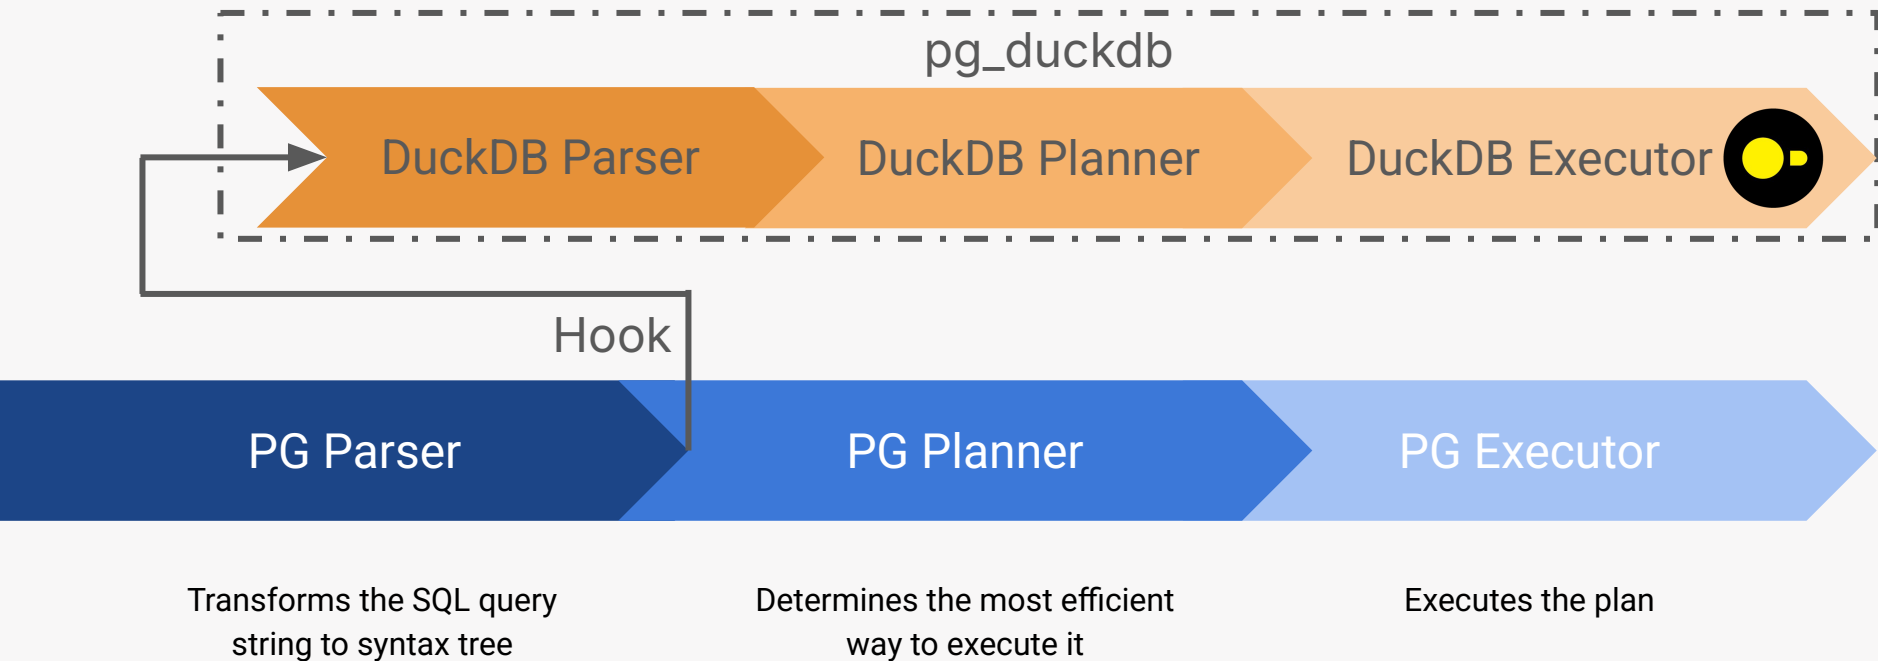 pg_duckdb
DuckDB Parser
DuckDB Planner
DuckDB Executor
Hook
PG Parser
PG Planner
PG Executor
Transforms the SQL query
string to syntax tree
Determines the most efficient
way to execute it
Executes the plan